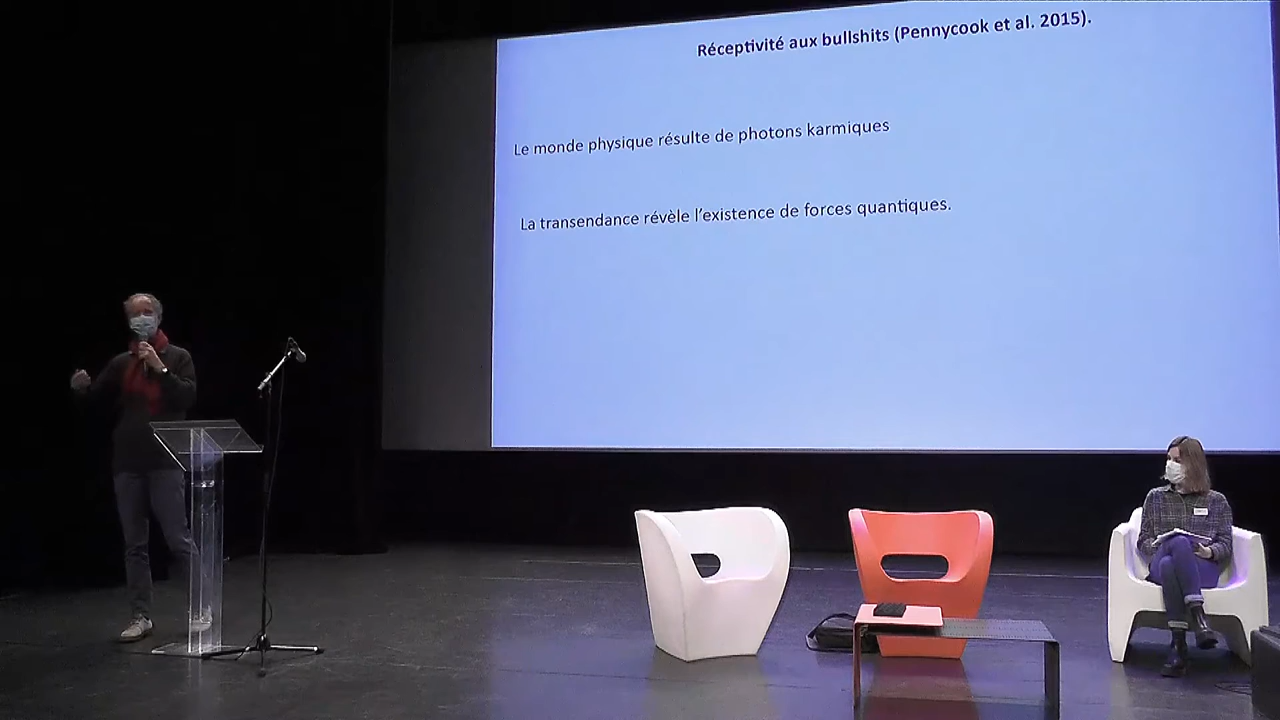 Réceptivité aux bullshits (Pennycook et al. 2015).
Le monde physique résulte de photons karmiques
La transendance révèle l'existence de forces quantiques.